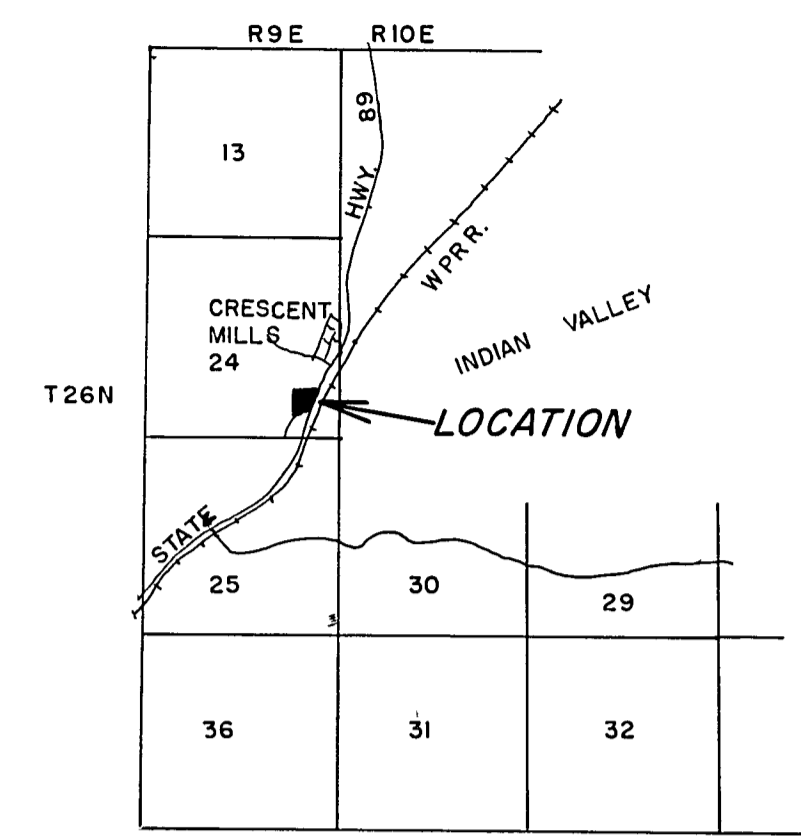 R9E R10E
13
HWY. 89
WPRR.
CRESCENT
MILLS
24
INDIAN VALLEY
T26N
LOCATION
STATE
25
30
29
36
31
32